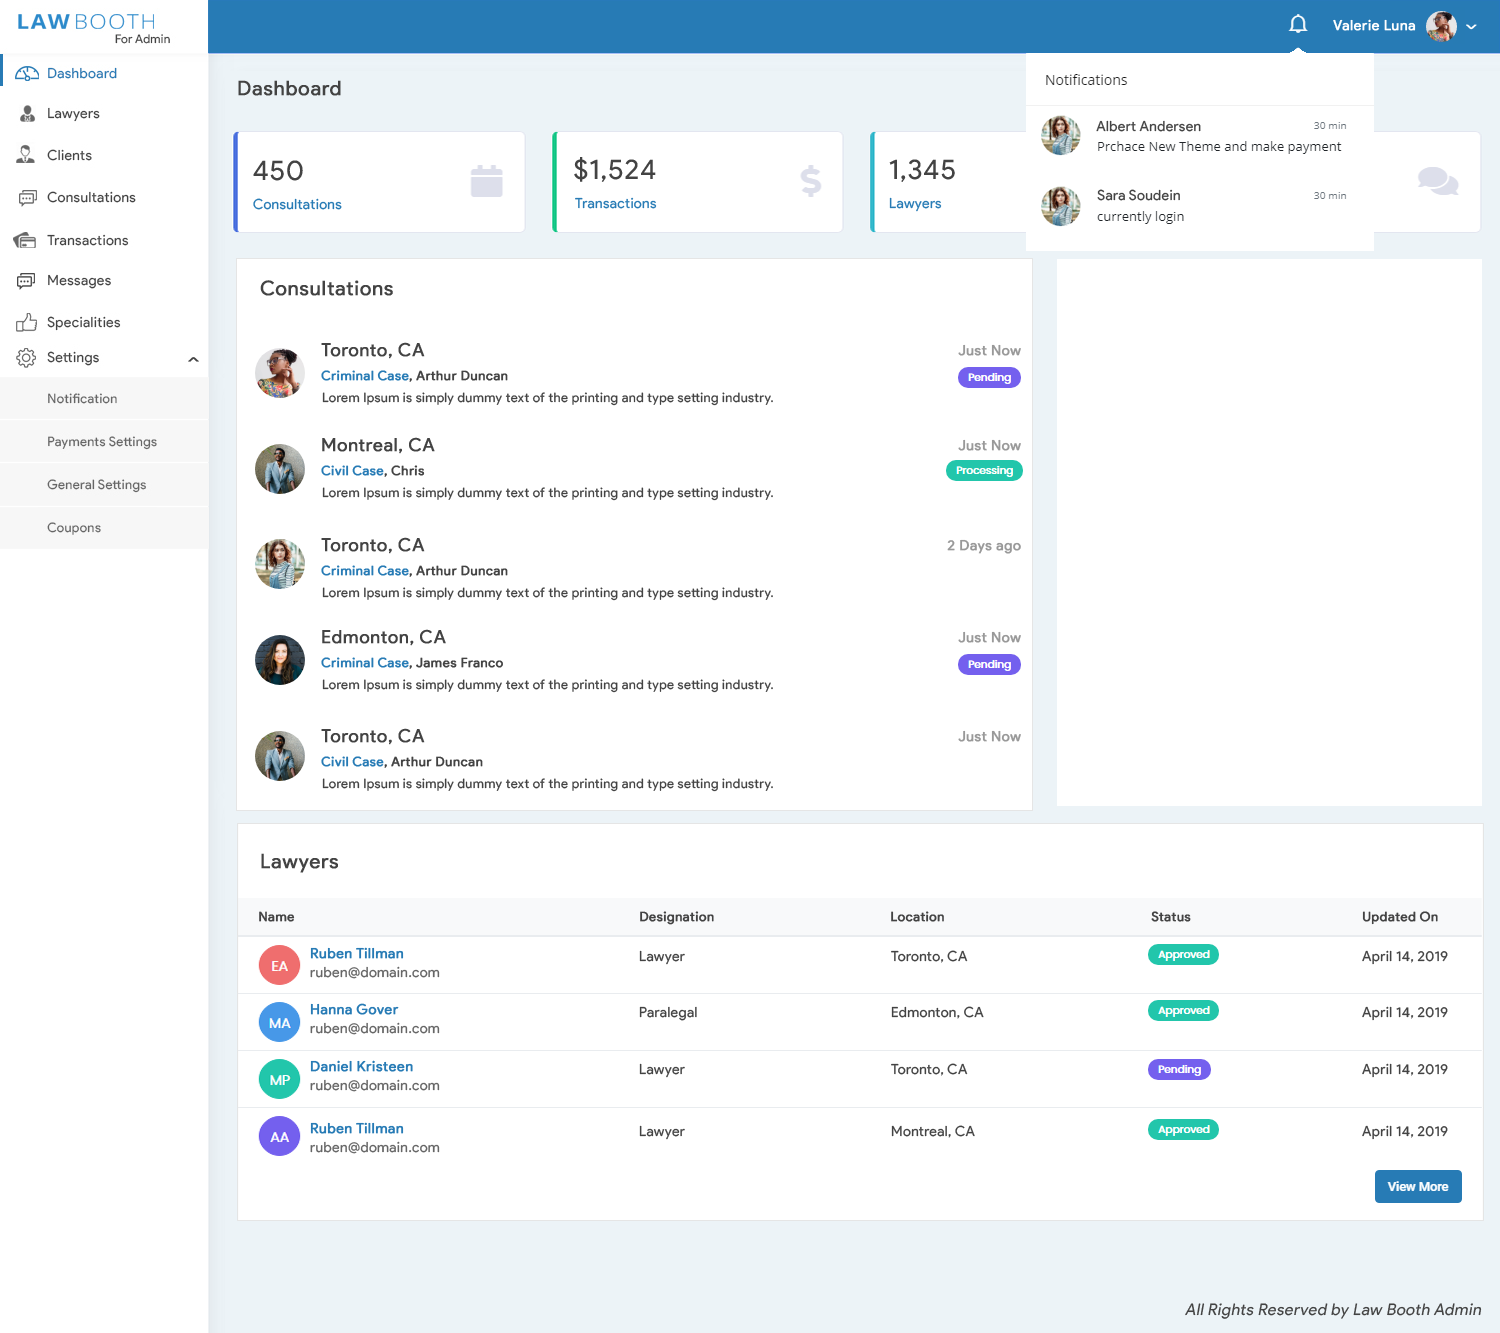 LAW BOOTH
For Admin
Valerie Luna
Dashboard
Lawyers
Clients
Consultations
Transactions
Messages
Specialities
Settings
Notification
Payments Settings
General Settings
Coupons
Dashboard
Notifications
Albert Andersen 30 min
Prchace New Theme and make payment
Sara Soudein 30 min
currently login
450
Consultations
$1,524
Transactions
1,345
Lawyers
Consultations
Toronto, CA Just Now
Criminal Case, Arthur Duncan Pending
Lorem Ipsum is simply dummy text of the printing and type setting industry.
Montreal, CA Just Now
Civil Case, Chris Processing
Lorem Ipsum is simply dummy text of the printing and type setting industry.
Toronto, CA 2 Days ago
Criminal Case, Arthur Duncan
Lorem Ipsum is simply dummy text of the printing and type setting industry.
Edmonton, CA Just Now
Criminal Case, James Franco Pending
Lorem Ipsum is simply dummy text of the printing and type setting industry.
Toronto, CA Just Now
Civil Case, Arthur Duncan
Lorem Ipsum is simply dummy text of the printing and type setting industry.
Lawyers
Name Designation Location Status Updated On
EA Ruben Tillman Lawyer Toronto, CA Approved April 14, 2019
ruben@domain.com
MA Hanna Gover Paralegal Edmonton, CA Approved April 14, 2019
ruben@domain.com
MP Daniel Kristeen Lawyer Toronto, CA Pending April 14, 2019
ruben@domain.com
AA Ruben Tillman Lawyer Montreal, CA Approved April 14, 2019
ruben@domain.com
View More
All Rights Reserved by Law Booth Admin